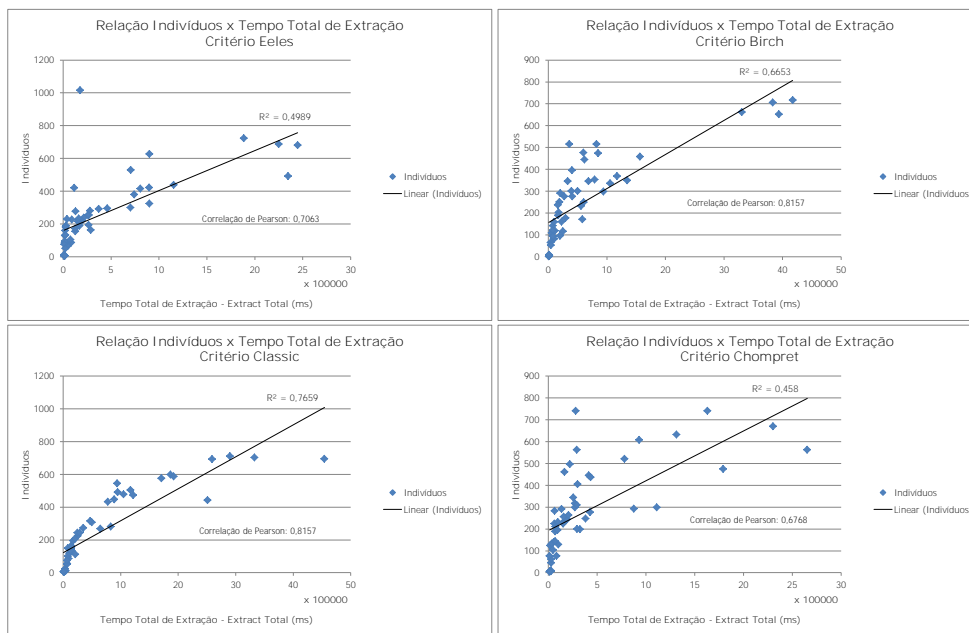 Relação Indivíduos x Tempo Total de Extração
Critério Eeles
1200
1000
800
600
400
200
0
Indivíduos
R² = 0,4989
Correlação de Pearson: 0,7063
Individuos
Linear (Individuos)
0 5 10 15 20 25 30
x 100000
Tempo Total de Extração - Extract Total (ms)
Relação Indivíduos x Tempo Total de Extração
Critério Birch
900
800
700
600
500
400
300
200
100
0
Indivíduos
R² = 0,6653
Correlação de Pearson: 0,8157
Individuos
Linear (Individuos)
0 10 20 30 40 50
x 100000
Tempo Total de Extração - Extract Total (ms)
Relação Indivíduos x Tempo Total de Extração
Critério Classic
1200
1000
800
600
400
200
0
Indivíduos
R² = 0,7659
Correlação de Pearson: 0,8157
Individuos
Linear (Individuos)
0 10 20 30 40 50
x 100000
Tempo Total de Extração - Extract Total (ms)
Relação Indivíduos x Tempo Total de Extração
Critério Chompret
900
800
700
600
500
400
300
200
100
0
Indivíduos
R² = 0,458
Correlação de Pearson: 0,6768
Individuos
Linear (Individuos)
0 5 10 15 20 25 30
x 100000
Tempo Total de Extração - Extract Total (ms)